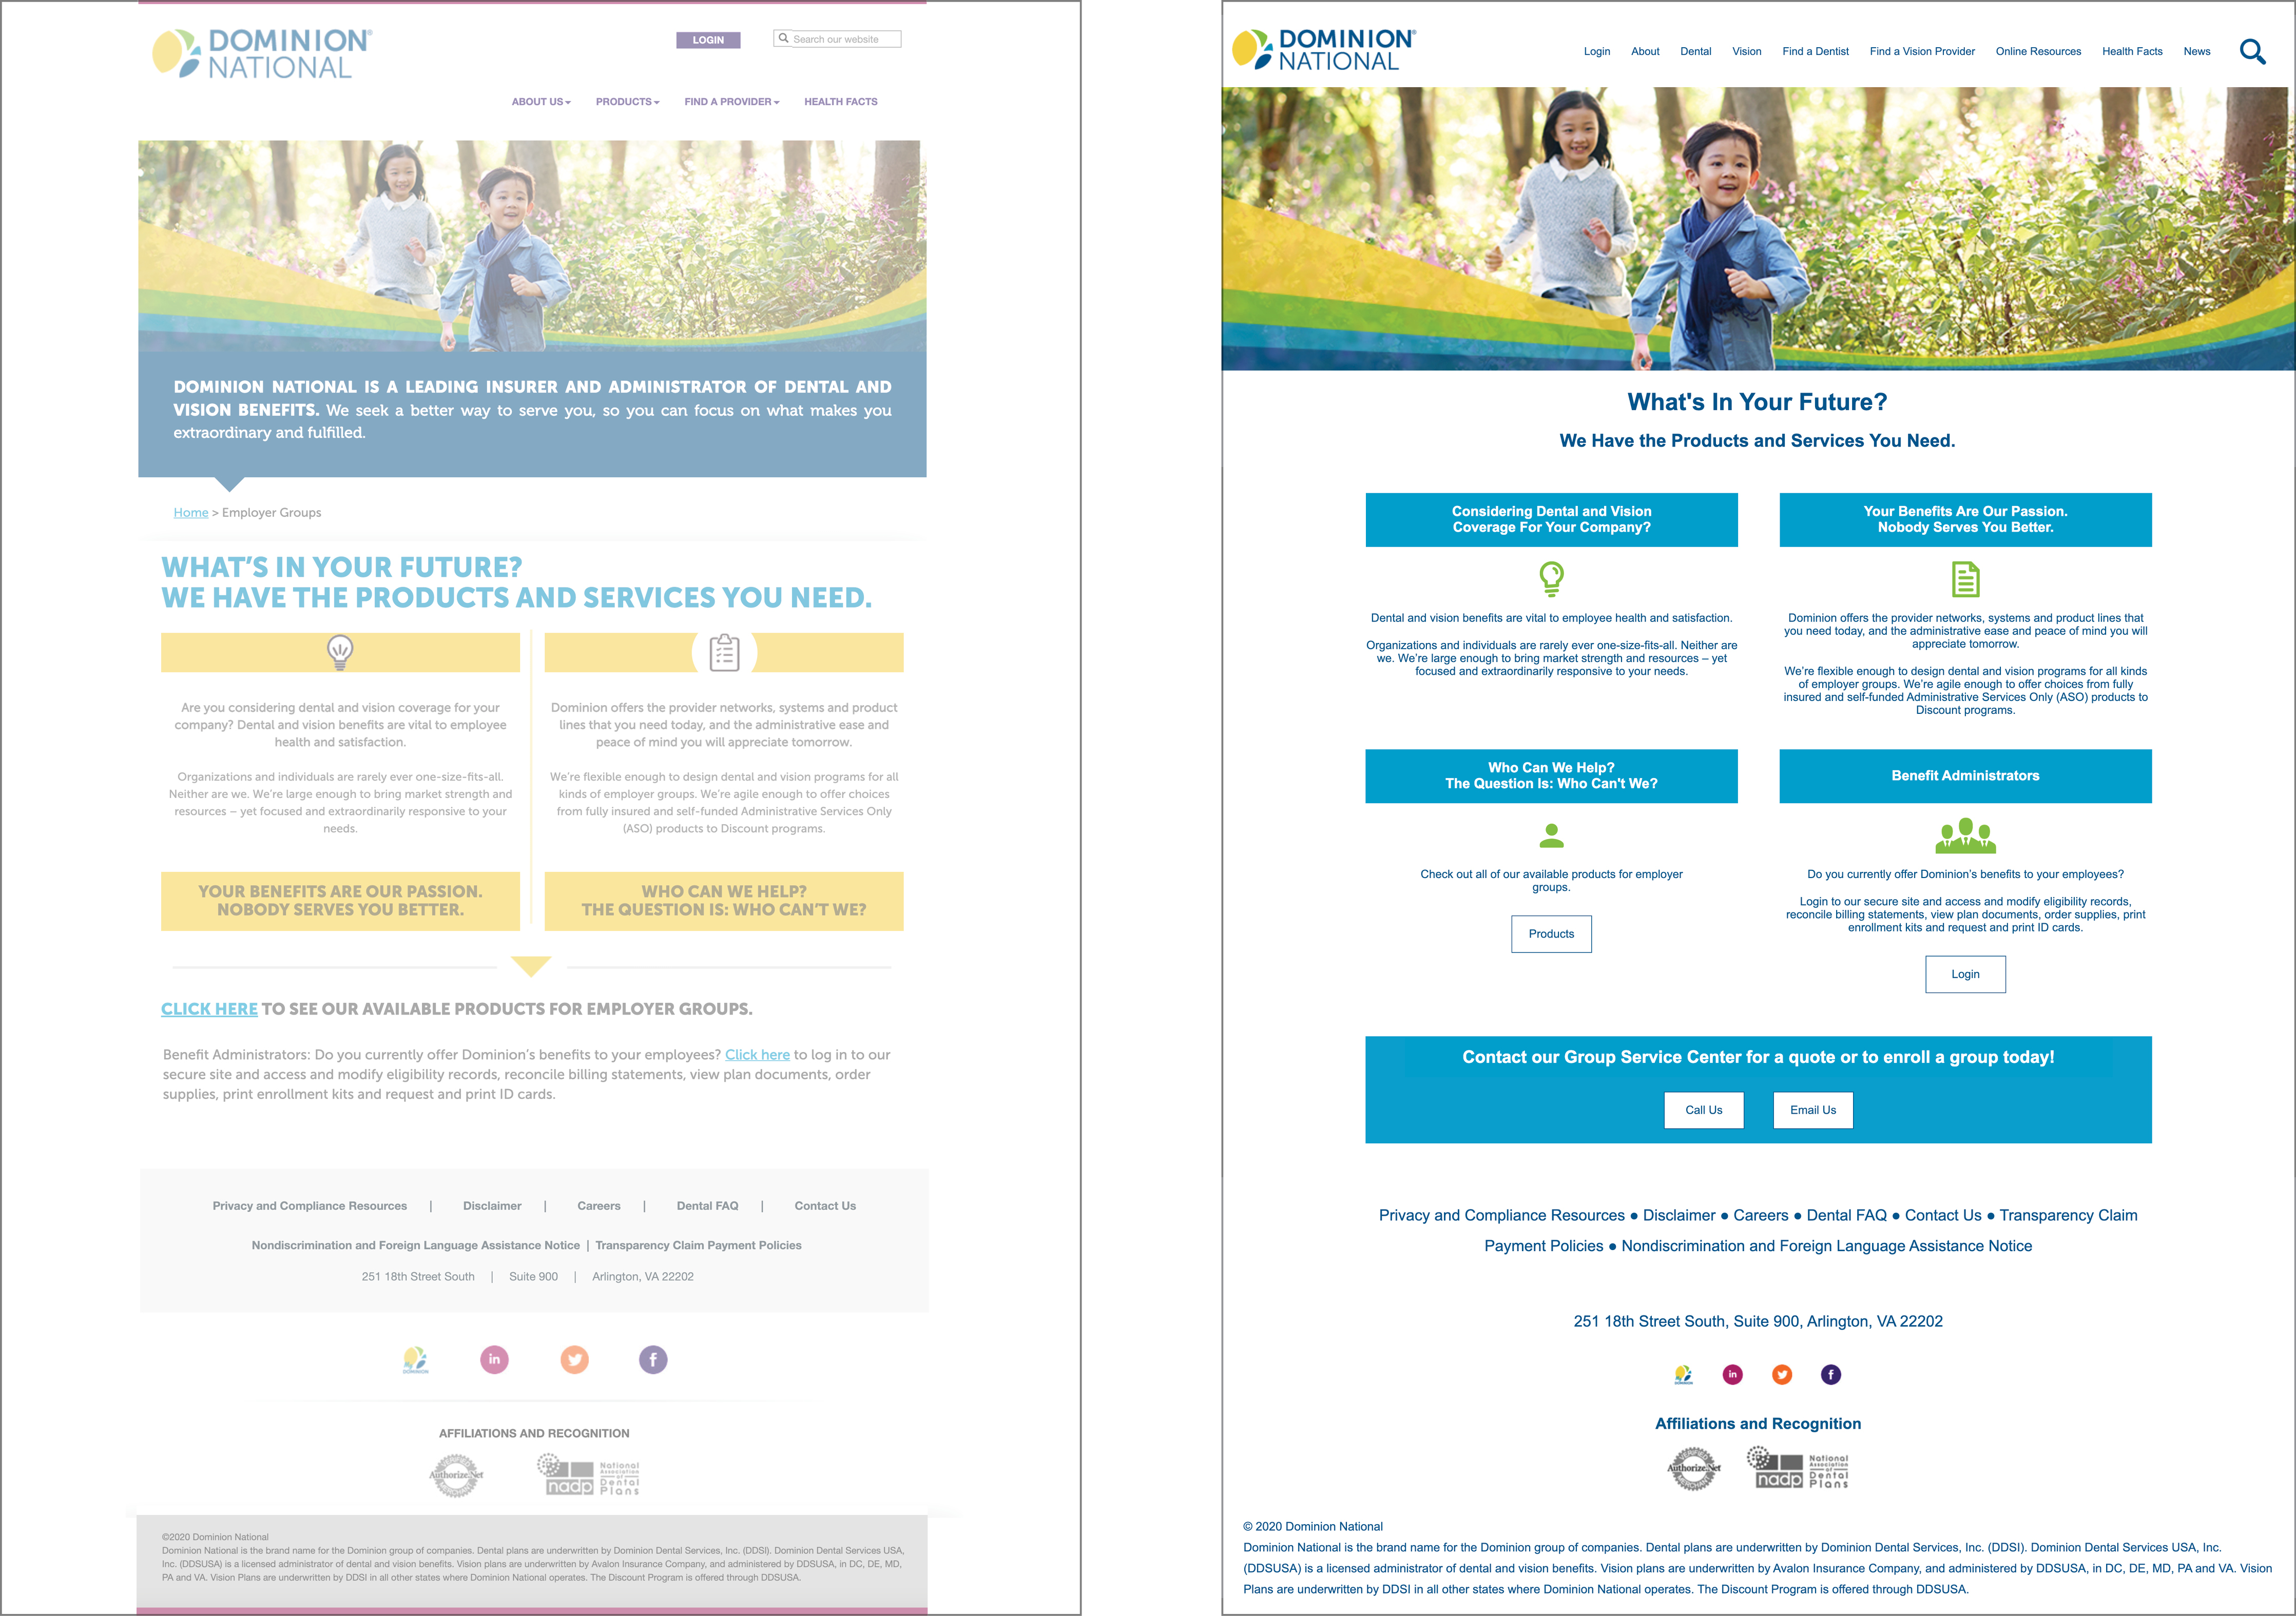 DOMINION®
NATIONAL
LOGIN
Search our website
ABOUT US
PRODUCTS
FIND A PROVIDER
HEALTH FACTS
DOMINION NATIONAL IS A LEADING INSURER AND ADMINISTRATOR OF DENTAL AND
VISION BENEFITS. We seek a better way to serve you, so you can focus on what makes you
extraordinary and fulfilled.
Home > Employer Groups
WHAT'S IN YOUR FUTURE?
WE HAVE THE PRODUCTS AND SERVICES YOU NEED.
Are you considering dental and vision coverage for your
company? Dental and vision benefits are vital to employee
health and satisfaction.
Organizations and individuals are rarely ever one-size-fits-all.
Neither are we. We're large enough to bring market strength and
resources – yet focused and extraordinarily responsive to your
needs.
Dominion offers the provider networks, systems and product
lines that you need today, and the administrative ease and
peace of mind you will appreciate tomorrow.
We're flexible enough to design dental and vision programs for all
kinds of employer groups. We're agile enough to offer choices
from fully insured and self-funded Administrative Services Only
(ASO) products to Discount programs.
YOUR BENEFITS ARE OUR PASSION.
NOBODY SERVES YOU BETTER.
WHO CAN WE HELP?
THE QUESTION IS: WHO CAN'T WE?
CLICK HERE TO SEE OUR AVAILABLE PRODUCTS FOR EMPLOYER GROUPS.
Benefit Administrators: Do you currently offer Dominion's benefits to your employees? Click here to log in to our
secure site and access and modify eligibility records, reconcile billing statements, view plan documents, order
supplies, print enrollment kits and request and print ID cards.
Privacy and Compliance Resources | Disclaimer | Careers | Dental FAQ | Contact Us
Nondiscrimination and Foreign Language Assistance Notice | Transparency Claim Payment Policies
251 18th Street South | Suite 900 | Arlington, VA 22202
DOMINION
in
f
AFFILIATIONS AND RECOGNITION
Authorize.Net
nadp
National
Association
of
Dental
Plans
©2020 Dominion National
Dominion National is the brand name for the Dominion group of companies. Dental plans are underwritten by Dominion Dental Services, Inc. (DDSI). Dominion Dental Services USA,
Inc. (DDSUSA) is a licensed administrator of dental and vision benefits. Vision plans are underwritten by Avalon Insurance Company, and administered by DDSUSA, in DC, DE, MD,
PA and VA. Vision Plans are underwritten by DDSI in all other states where Dominion National operates. The Discount Program is offered through DDSUSA.
DOMINION®
NATIONAL
Login
About
Dental
Vision
Find a Dentist
Find a Vision Provider
Online Resources
Health Facts
News
What's In Your Future?
We Have the Products and Services You Need.
Considering Dental and Vision
Coverage For Your Company?
Dental and vision benefits are vital to employee health and satisfaction.
Organizations and individuals are rarely ever one-size-fits-all. Neither are
we. We're large enough to bring market strength and resources – yet
focused and extraordinarily responsive to your needs.
Your Benefits Are Our Passion.
Nobody Serves You Better.
Dominion offers the provider networks, systems and product lines that
you need today, and the administrative ease and peace of mind you will
appreciate tomorrow.
We're flexible enough to design dental and vision programs for all kinds
of employer groups. We're agile enough to offer choices from fully
insured and self-funded Administrative Services Only (ASO) products to
Discount programs.
Who Can We Help?
The Question Is: Who Can't We?
Check out all of our available products for employer
groups.
Products
Benefit Administrators
Do you currently offer Dominion's benefits to your employees?
Login to our secure site and access and modify eligibility records,
reconcile billing statements, view plan documents, order supplies, print
enrollment kits and request and print ID cards.
Login
Contact our Group Service Center for a quote or to enroll a group today!
Call Us
Email Us
Privacy and Compliance Resources ● Disclaimer ● Careers ● Dental FAQ ● Contact Us ● Transparency Claim
Payment Policies ● Nondiscrimination and Foreign Language Assistance Notice
251 18th Street South, Suite 900, Arlington, VA 22202
DOMINION
in
f
Affiliations and Recognition
Authorize.Net
nadp
National
Association
of
Dental
Plans
© 2020 Dominion National
Dominion National is the brand name for the Dominion group of companies. Dental plans are underwritten by Dominion Dental Services, Inc. (DDSI). Dominion Dental Services USA, Inc.
(DDSUSA) is a licensed administrator of dental and vision benefits. Vision plans are underwritten by Avalon Insurance Company, and administered by DDSUSA, in DC, DE, MD, PA and VA. Vision
Plans are underwritten by DDSI in all other states where Dominion National operates. The Discount Program is offered through DDSUSA.